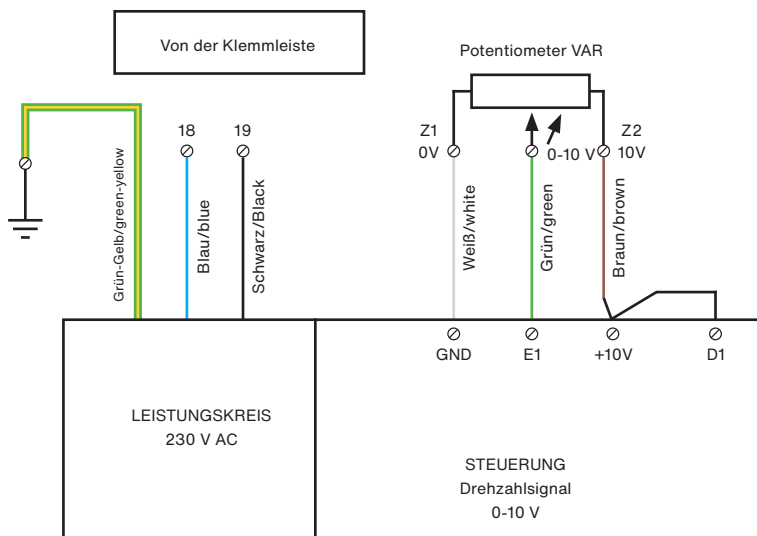 Von der Klemmleiste
Potentiometer VAR
18
19
Z1
0V
0-10 V
Z2
10V
Grün-Gelb/green-yellow
Blau/blue
Schwarz/Black
Weiß/white
Grün/green
Braun/brown
GND
E1
+10V
D1
LEISTUNGSKREIS
230 V AC
STEUERUNG
Drehzahlsignal
0-10 V